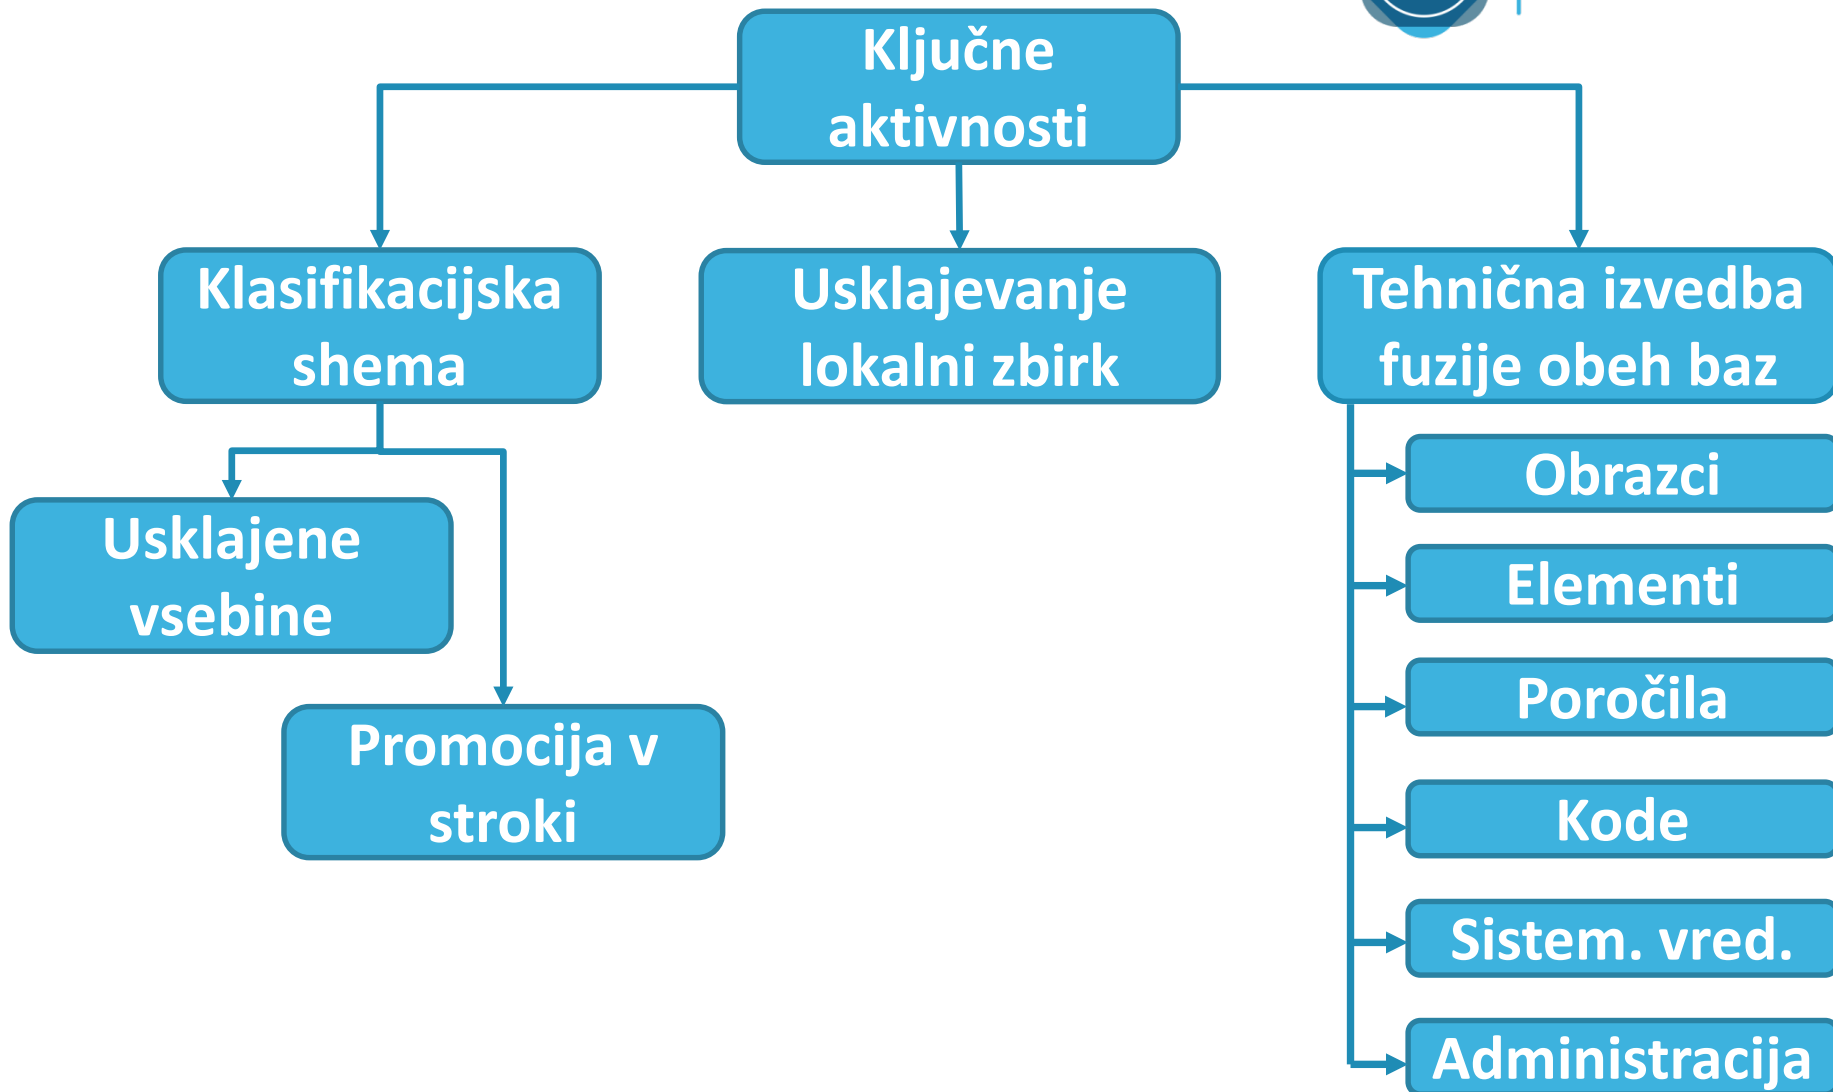 Ključne
aktivnosti
Klasifikacijska
shema
Usklajevanje
lokalni zbirk
Tehnična izvedba
fuzije obeh baz
Usklajene
vsebine
Promocija v
stroki
Obrazci
Elementi
Poročila
Kode
Sistem. vred.
Administracija